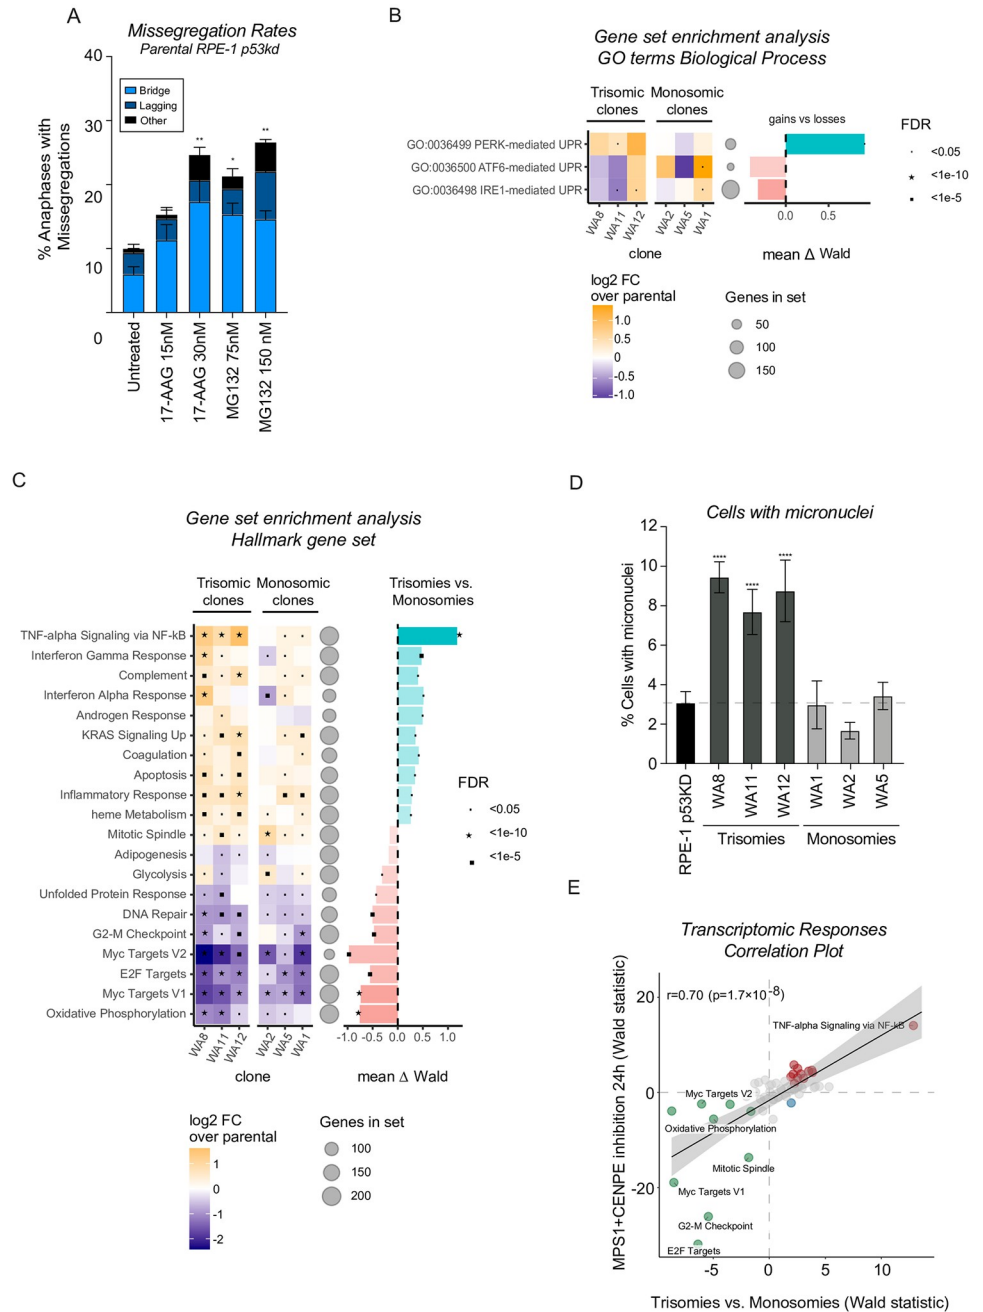 A
Missegregation Rates
Parental RPE-1 p53kd
% Anaphases with
Missegregations
40
30
20
10
0
Bridge
Lagging
Other
**
*
**
Untreated
17-AAG 15nM
17-AAG 30nM
MG132 75nM
MG132 150 nM
B
Gene set enrichment analysis
GO terms Biological Process
Trisomic
clones
Monosomic
clones
gains vs losses
GO:0036499 PERK-mediated UPR
GO:0036500 ATF6-mediated UPR
GO:0036498 IRE1-mediated UPR
WA8
WA11
WA12
WA2
WA5
WA1
clone
0.0
0.5
mean Δ Wald
FDR
<0.05
<1e-10
<1e-5
log2 FC
over parental
1.0
0.5
0
-0.5
-1.0
Genes in set
50
100
150
C
Gene set enrichment analysis
Hallmark gene set
Trisomic
clones
Monosomic
clones
Trisomies vs.
Monosomies
TNF-alpha Signaling via NF-kB
Interferon Gamma Response
Complement
Interferon Alpha Response
Androgen Response
KRAS Signaling Up
Coagulation
Apoptosis
Inflammatory Response
heme Metabolism
Mitotic Spindle
Adipogenesis
Glycolysis
Unfolded Protein Response
DNA Repair
G2-M Checkpoint
Myc Targets V2
E2F Targets
Myc Targets V1
Oxidative Phosphorylation
WA8
WA11
WA12
WA2
WA5
WA1
clone
-1.0
-0.5
0.0
0.5
1.0
mean Δ Wald
FDR
<0.05
<1e-10
<1e-5
log2 FC
over parental
1
0
-1
-2
Genes in set
100
150
200
D
Cells with micronuclei
% Cells with micronuclei
12
10
8
6
4
2
0
****
****
****
RPE-1 p53KD
WA8
WA11
WA12
WA1
WA2
WA5
Trisomies
Monosomies
E
Transcriptomic Responses
Correlation Plot
MPS1+CENPE inhibition 24h (Wald statistic)
20
0
-20
r=0.70 (p=1.7×10-8)
TNF-alpha Signaling via NF-kB
Myc Targets V2
Oxidative Phosphorylation
Mitotic Spindle
Myc Targets V1
G2-M Checkpoint
E2F Targets
-5
0
5
10
Trisomies vs. Monosomies (Wald statistic)